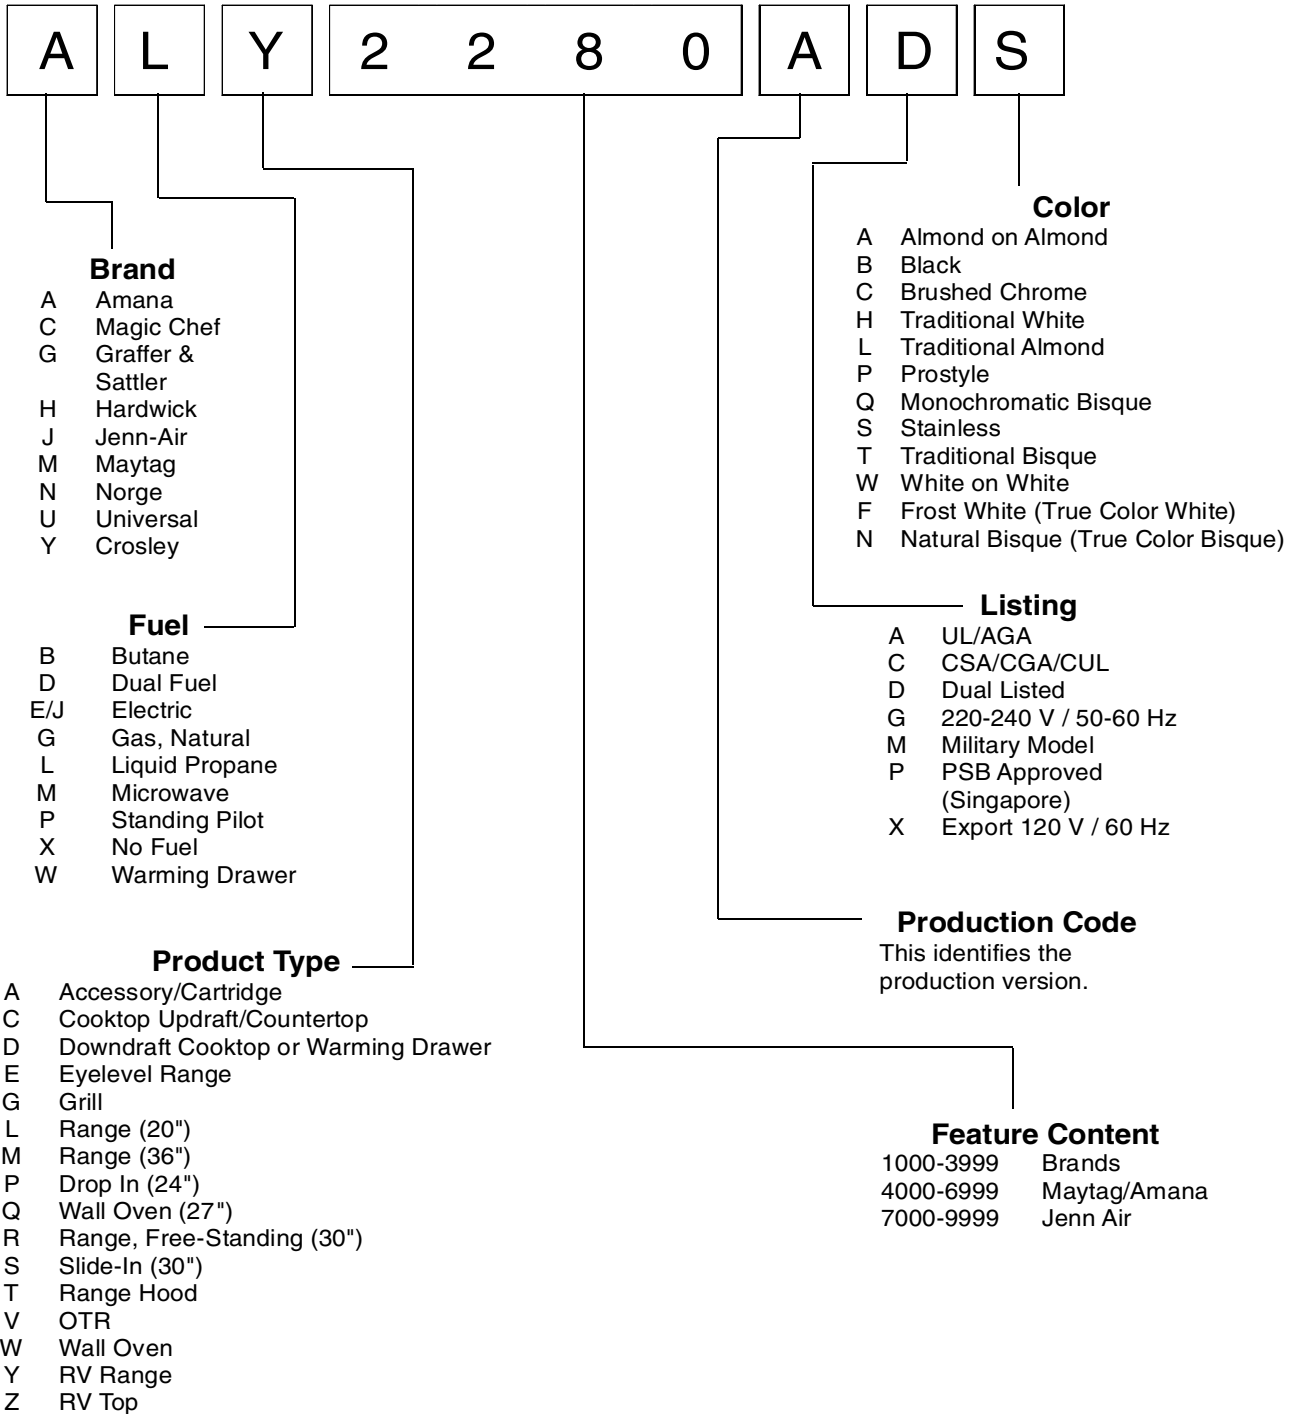 A L Y 2 2 8 0 A D S
Brand
A Amana
C Magic Chef
G Graffer &
Sattler
H Hardwick
J Jenn-Air
M Maytag
N Norge
U Universal
Y Crosley
Fuel
B Butane
D Dual Fuel
E/J Electric
G Gas, Natural
L Liquid Propane
M Microwave
P Standing Pilot
X No Fuel
W Warming Drawer
Product Type
A Accessory/Cartridge
C Cooktop Updraft/Countertop
D Downdraft Cooktop or Warming Drawer
E Eyelevel Range
G Grill
L Range (20")
M Range (36")
P Drop In (24")
Q Wall Oven (27")
R Range, Free-Standing (30")
S Slide-In (30")
T Range Hood
V OTR
W Wall Oven
Y RV Range
Z RV Top
Color
A Almond on Almond
B Black
C Brushed Chrome
H Traditional White
L Traditional Almond
P Prostyle
Q Monochromatic Bisque
S Stainless
T Traditional Bisque
W White on White
F Frost White (True Color White)
N Natural Bisque (True Color Bisque)
Listing
A UL/AGA
C CSA/CGA/CUL
D Dual Listed
G 220-240 V / 50-60 Hz
M Military Model
P PSB Approved
(Singapore)
X Export 120 V / 60 Hz
Production Code
This identifies the
production version.
Feature Content
1000-3999 Brands
4000-6999 Maytag/Amana
7000-9999 Jenn Air